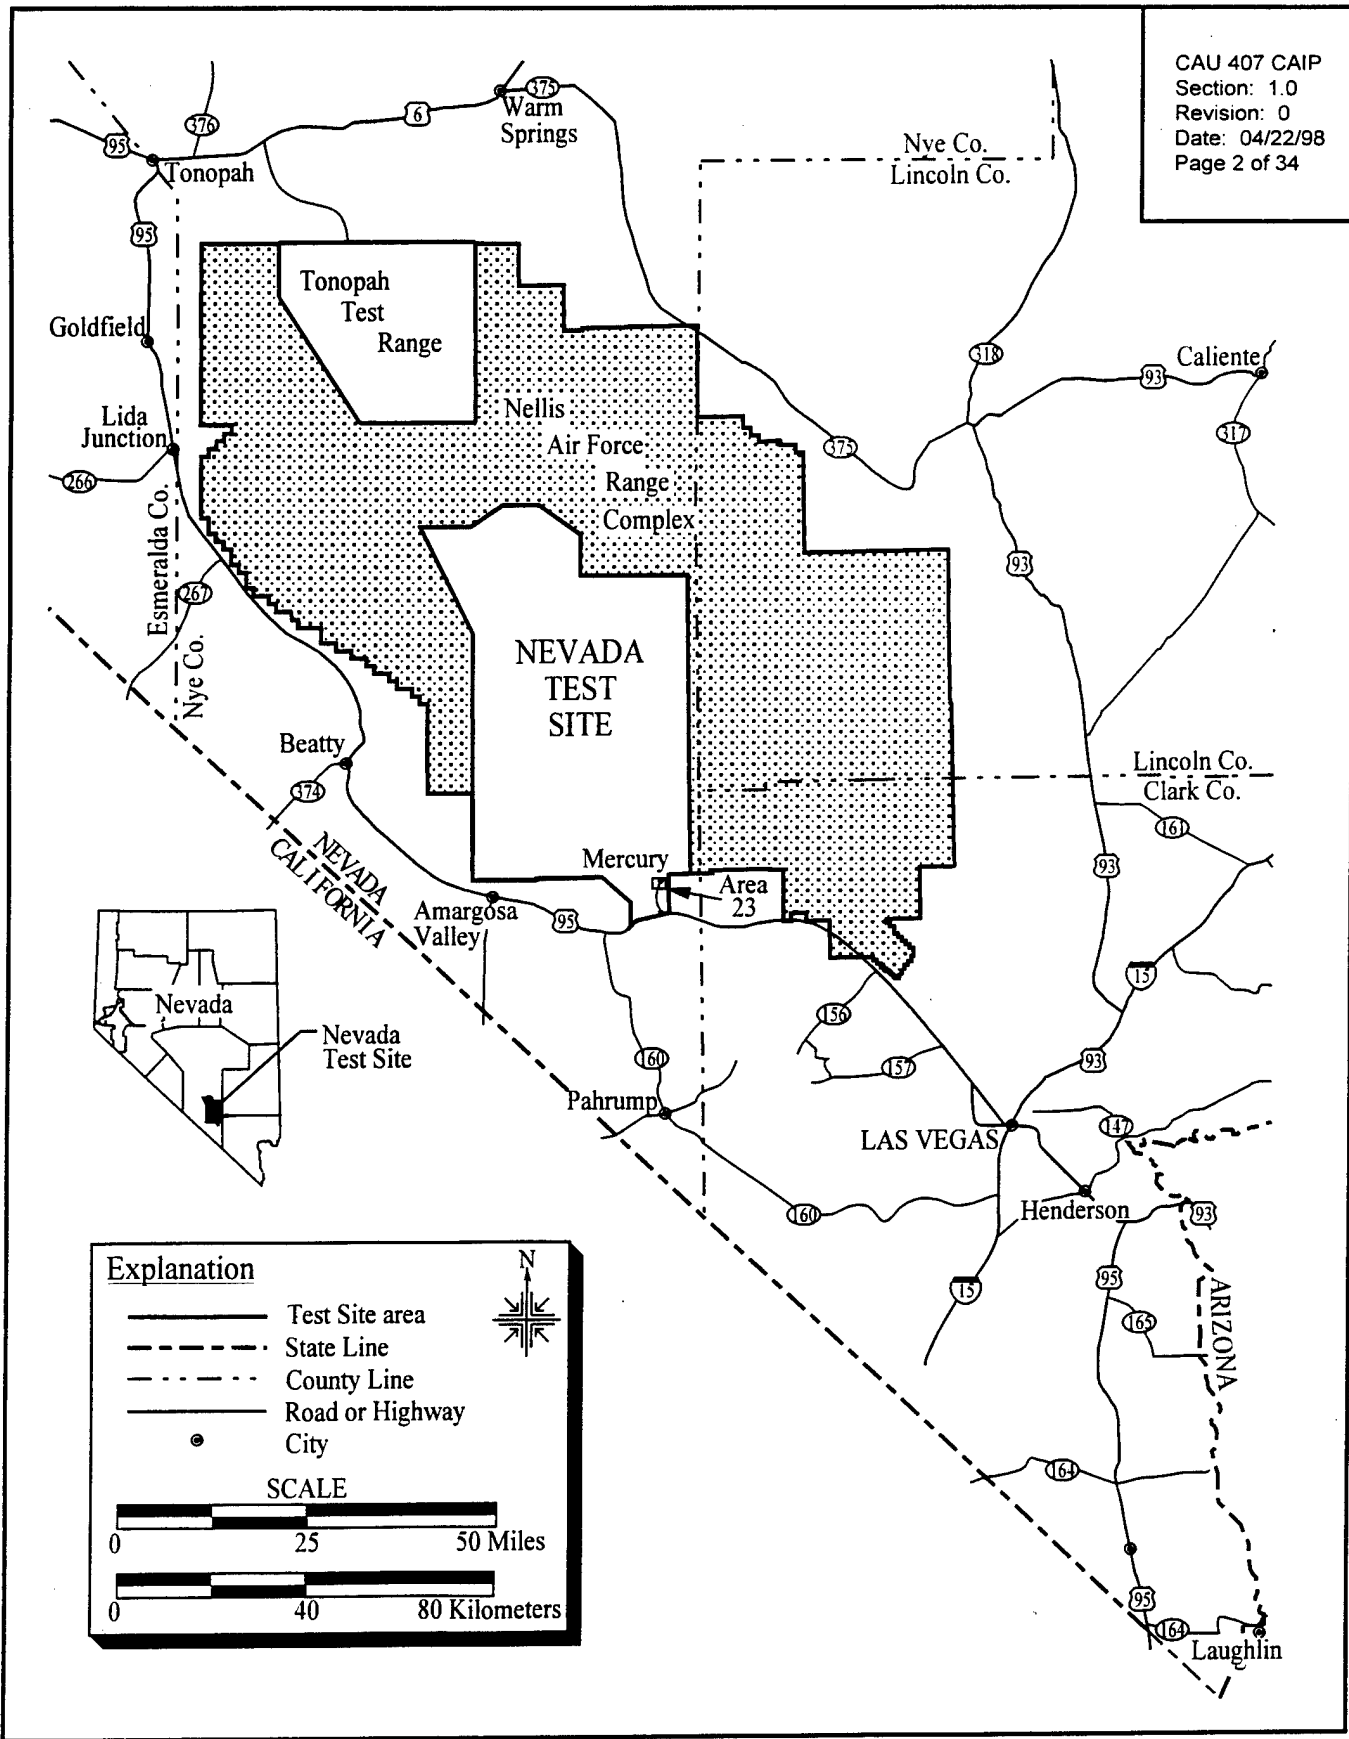 CAU 407 CAIP
Section: 1.0
Revision: 0
Date: 04/22/98
Page 2 of 34
375
Warm
Springs
6
376
95
Tonopah
Nye Co.
Lincoln Co.
95
Tonopah
Test
Range
Goldfield
318
Caliente
93
Nellis
Air Force
Range
Complex
Lida
Junction
375
317
266
Esmeralda Co.
Nye Co.
267
93
NEVADA
TEST
SITE
Beatty
374
Lincoln Co.
Clark Co.
161
NEVADA
CALIFORNIA
Mercury
Area
23
93
Amargosa
Valley
95
15
Nevada
Nevada
Test Site
156
157
160
93
Pahrump
LAS VEGAS
147
160
Henderson
93
95
15
165
ARIZONA
164
95
164
Laughlin
Explanation
N
Test Site area
State Line
County Line
Road or Highway
City
SCALE
0 25 50 Miles
0 40 80 Kilometers